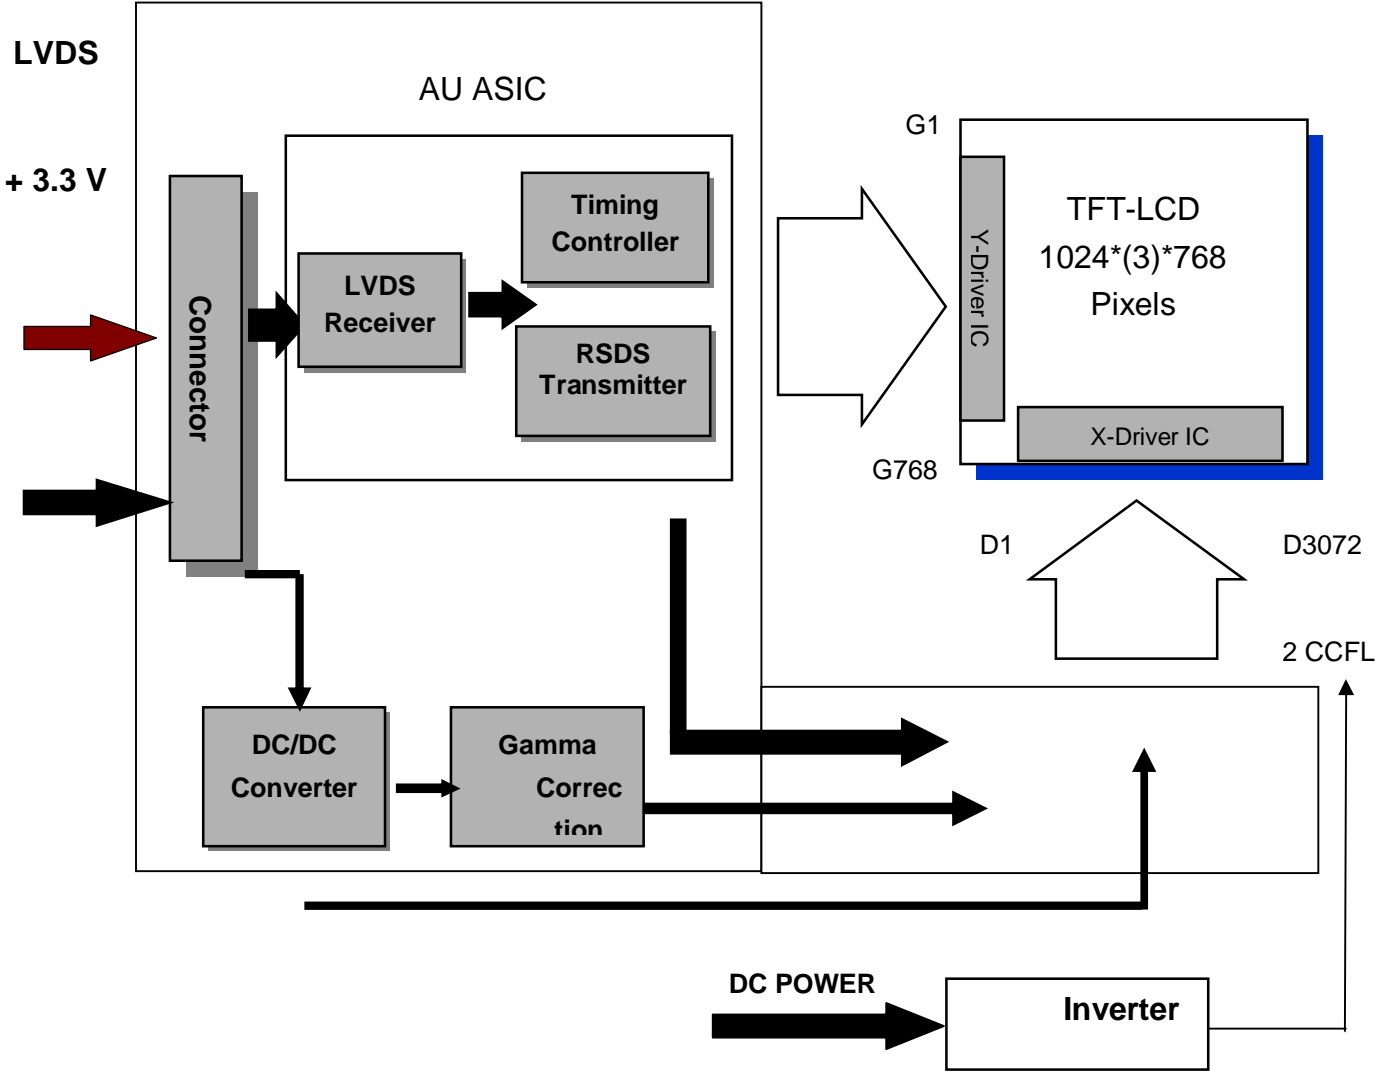 LVDS
AU ASIC
G1
+ 3.3 V
Timing
Controller
TFT-LCD
1024*(3)*768
Pixels
Y-Driver IC
LVDS
Receiver
Connector
RSDS
Transmitter
X-Driver IC
G768
D1
D3072
2 CCFL
DC/DC
Converter
Gamma
Correc
tion
DC POWER
Inverter